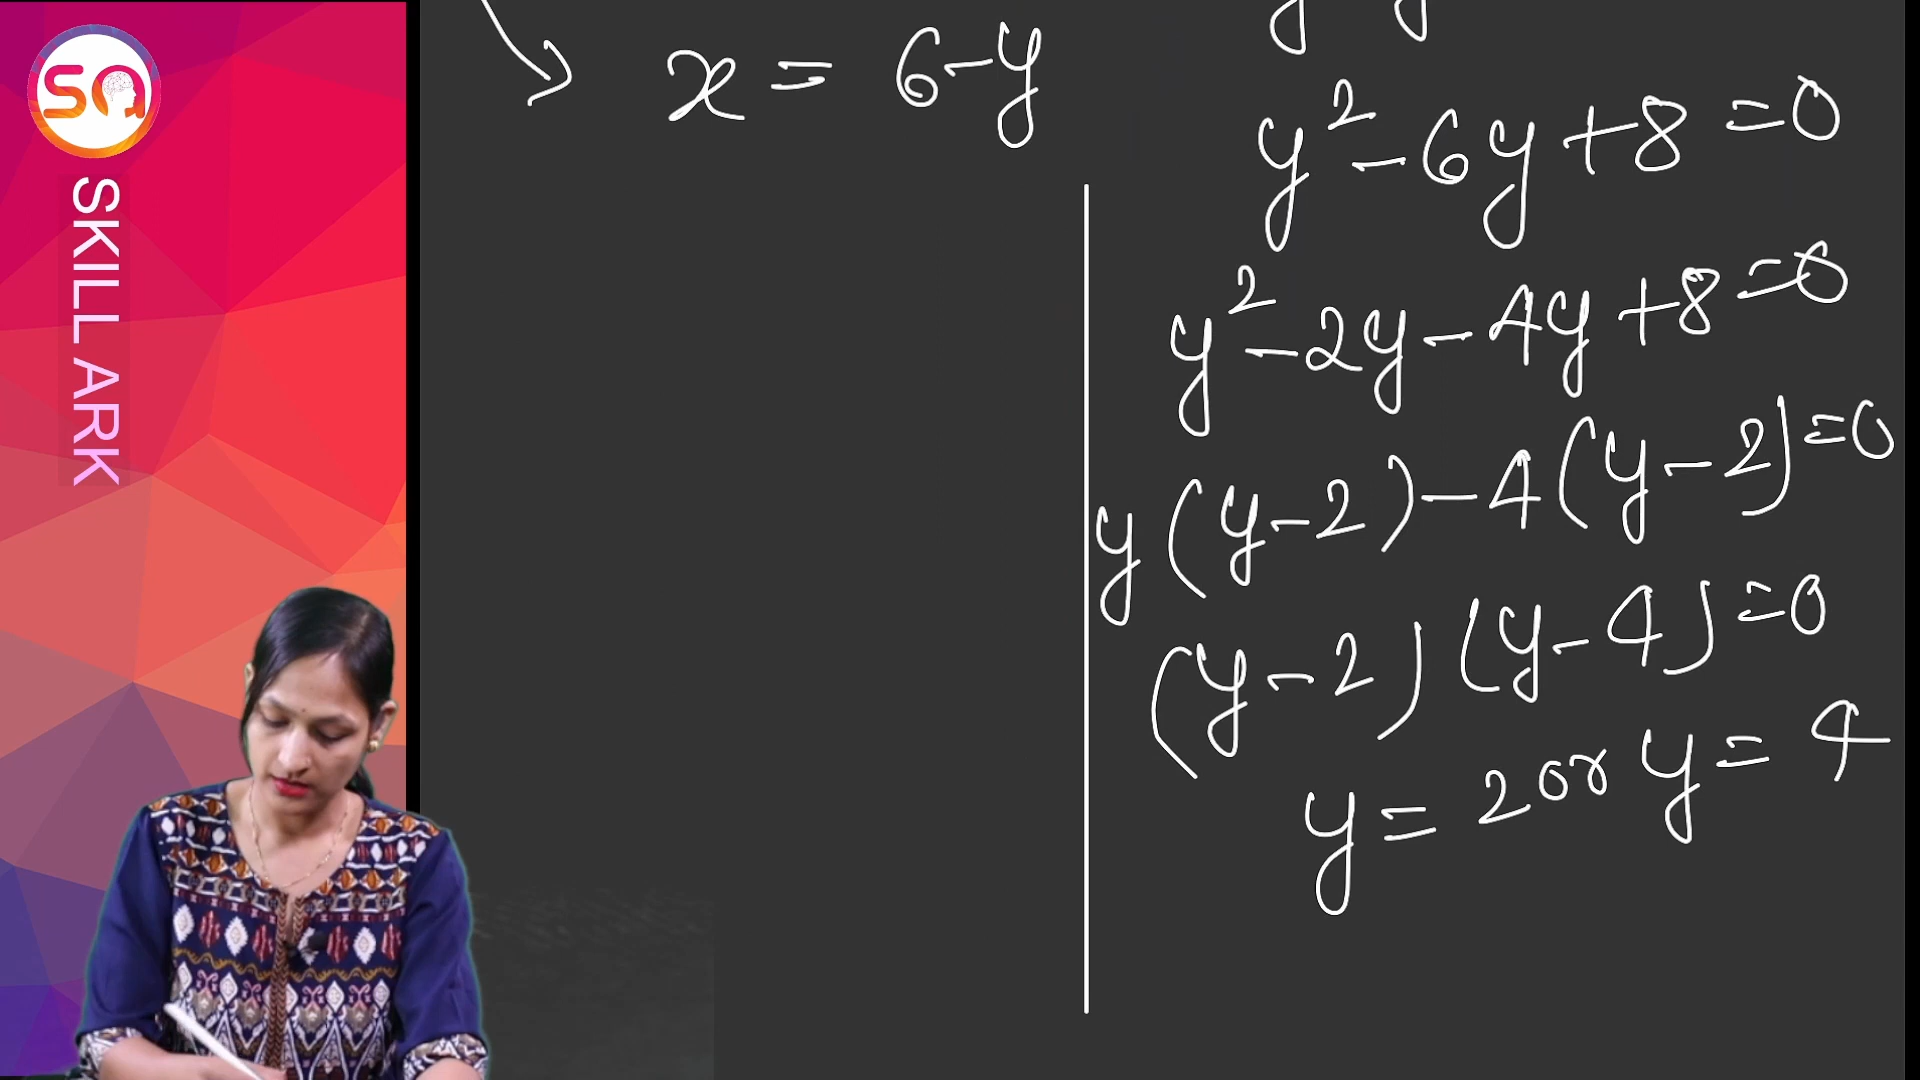 SA
SKILL ARK
x = 6-y
y²-6y+8=0
y²-2y-4y+8=0
y(y-2)-4(y-2)=0
(y-2)(y-4)=0
y=2 or y=4